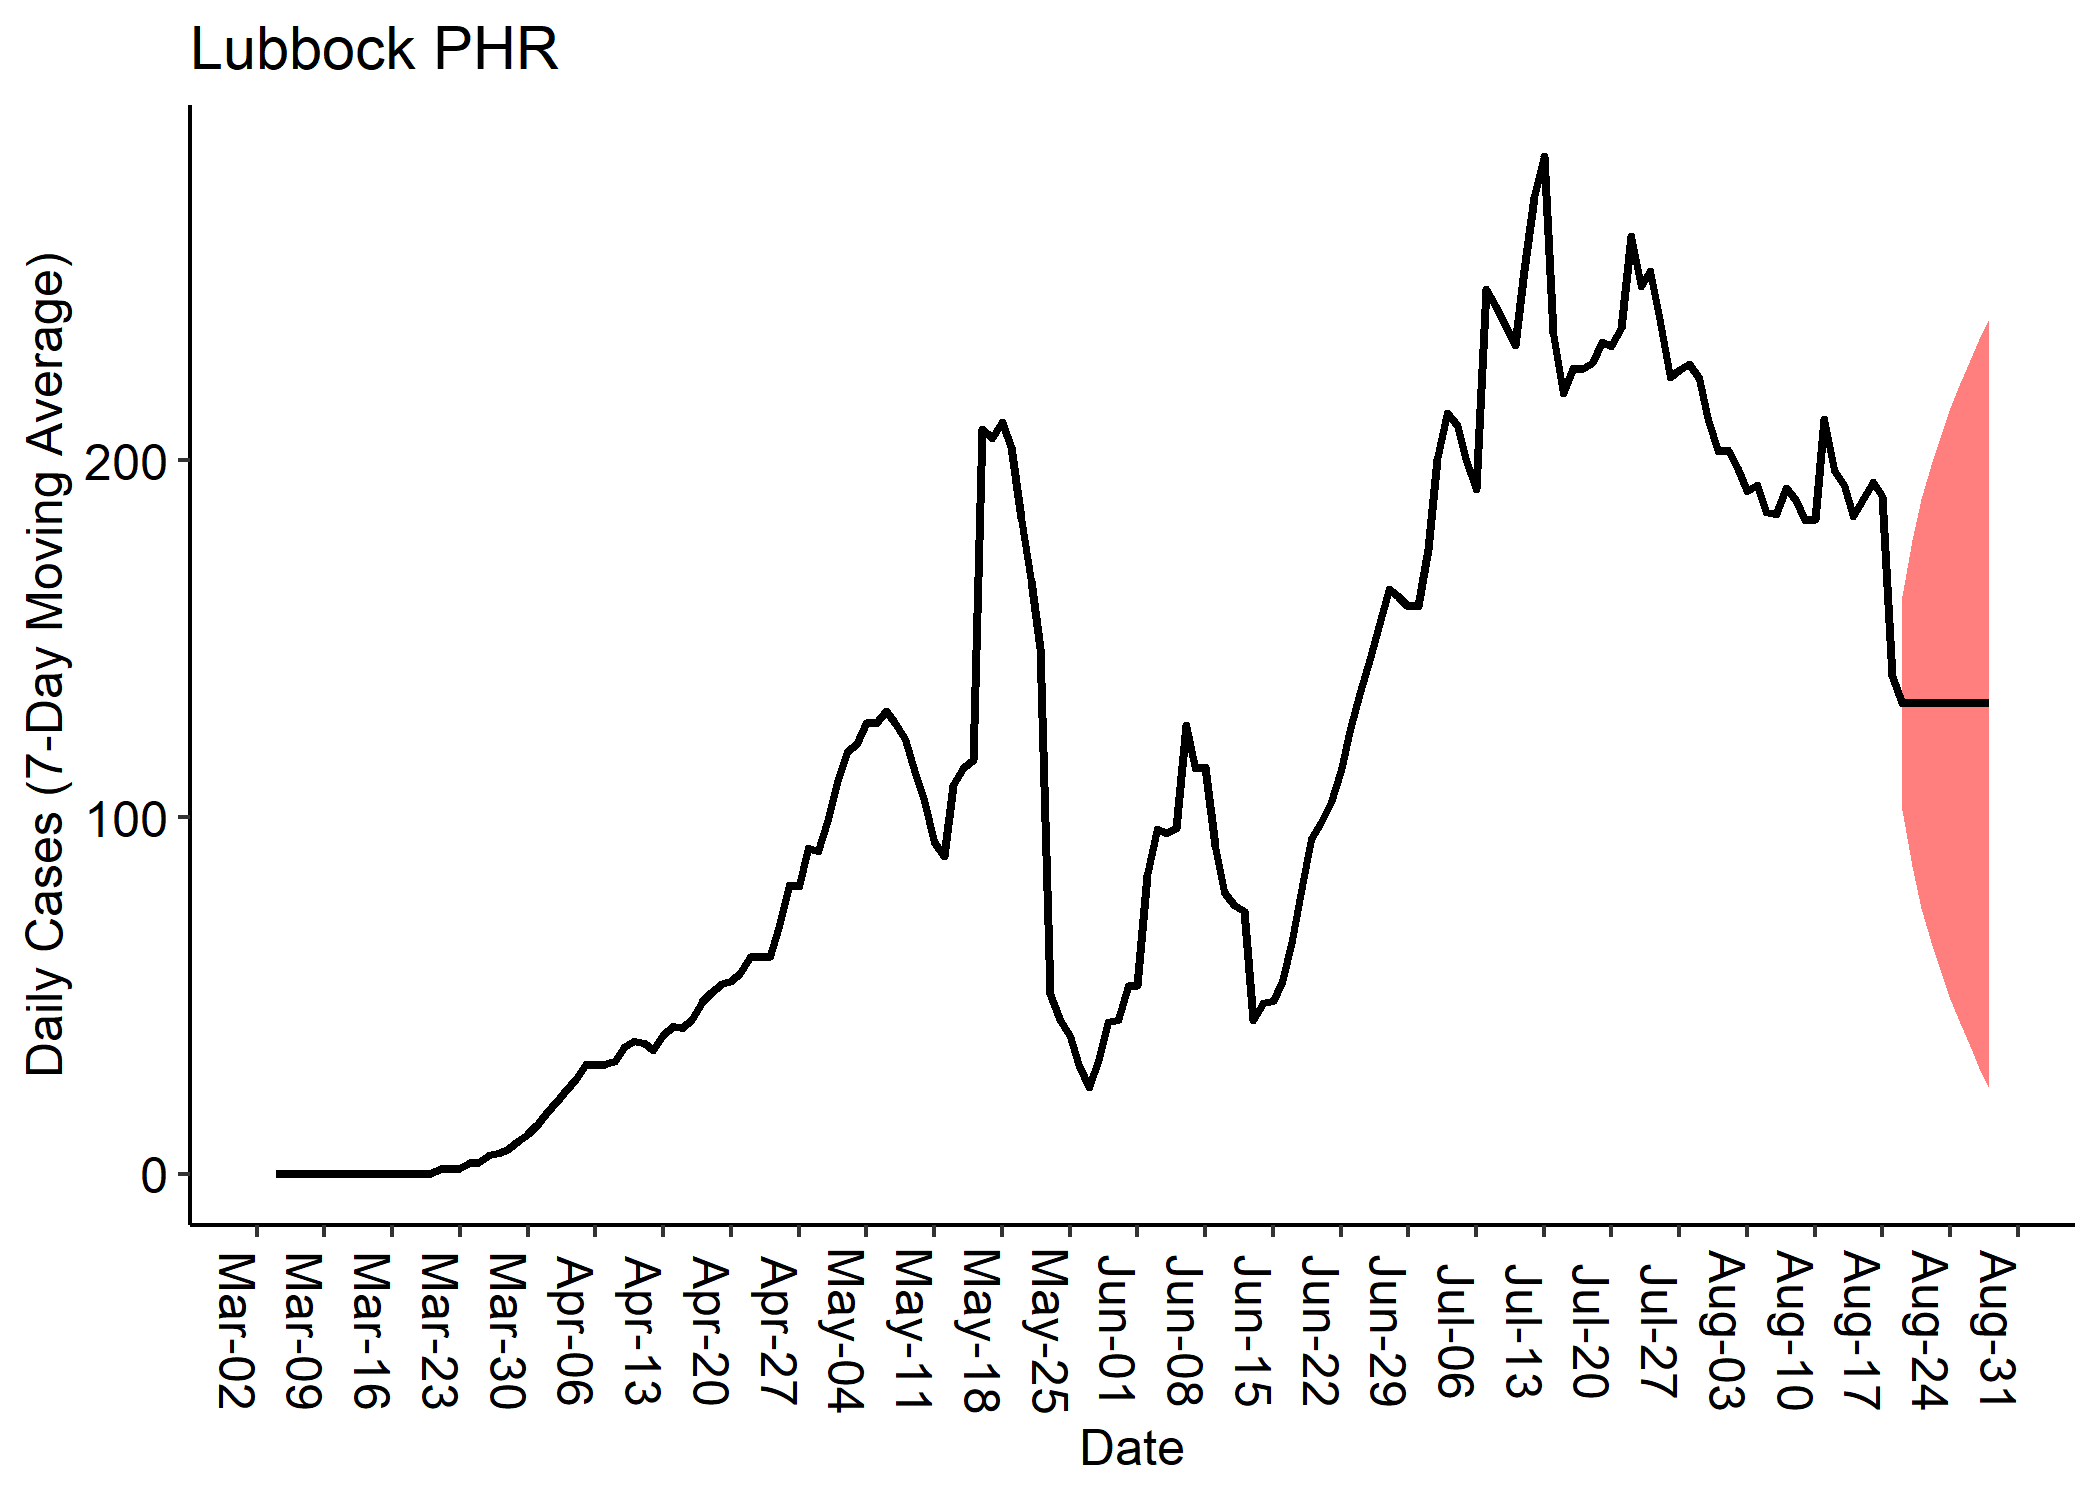 Lubbock PHR
Daily Cases (7-Day Moving Average)
200
100
0
Mar-02
Mar-09
Mar-16
Mar-23
Mar-30
Apr-06
Apr-13
Apr-20
Apr-27
May-04
May-11
May-18
May-25
Jun-01
Jun-08
Jun-15
Jun-22
Jun-29
Jul-06
Jul-13
Jul-20
Jul-27
Aug-03
Aug-10
Aug-17
Aug-24
Aug-31
Date